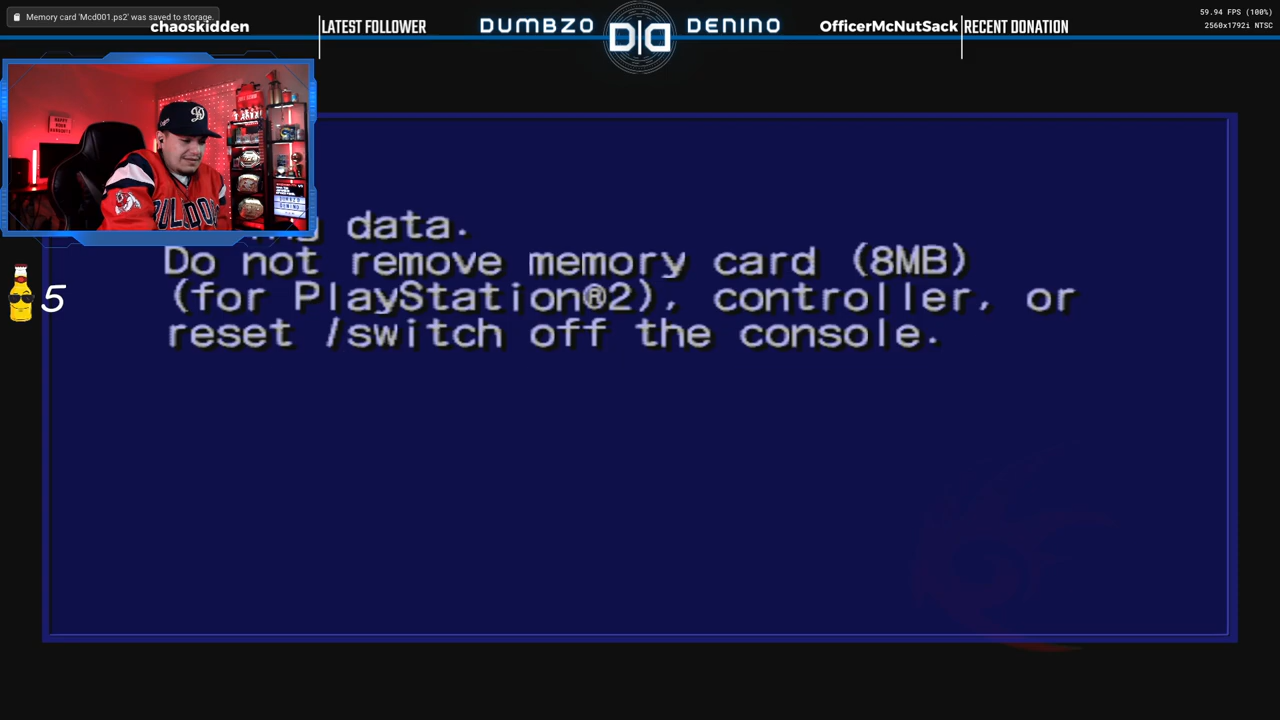 Memory card 'Mcd001.ps2' was saved to storage.
chaoskidden
LATEST FOLLOWER
DUMBZO
D|D
DENINO
OfficerMcNutSack
RECENT DONATION
59.94 FPS (100%)
2560x1792i NTSC
data.
Do not remove memory card (8MB)
(for PlayStation®2), controller, or
reset /switch off the console.
5